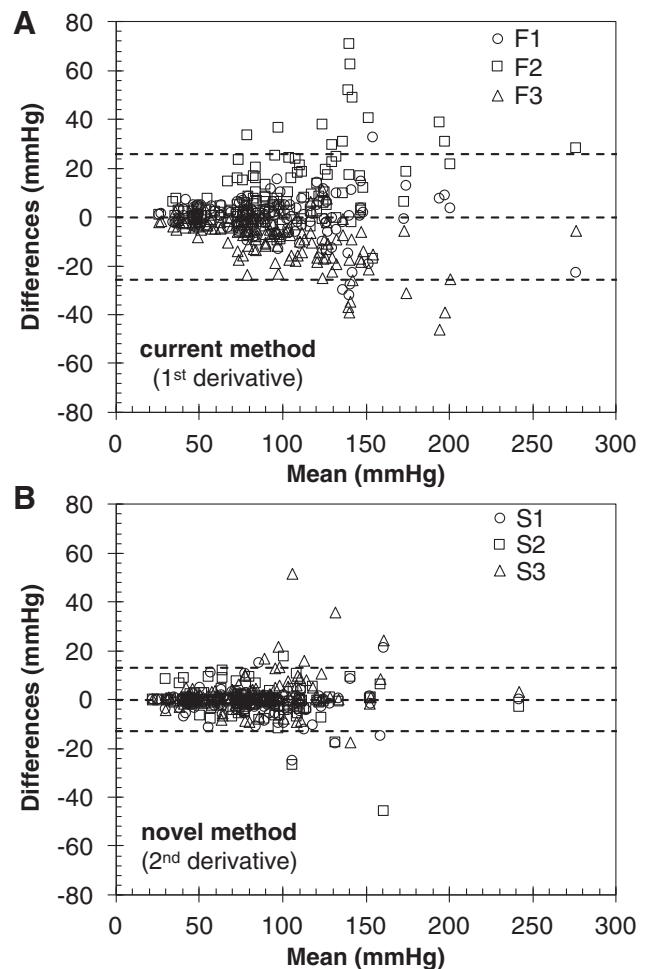 A
80
60
40
20
0
-20
-40
-60
-80
Differences (mmHg)
F1
F2
F3
current method
(1st derivative)
0 50 100 150 200 250 300
Mean (mmHg)
B
80
60
40
20
0
-20
-40
-60
-80
Differences (mmHg)
S1
S2
S3
novel method
(2nd derivative)
0 50 100 150 200 250 300
Mean (mmHg)